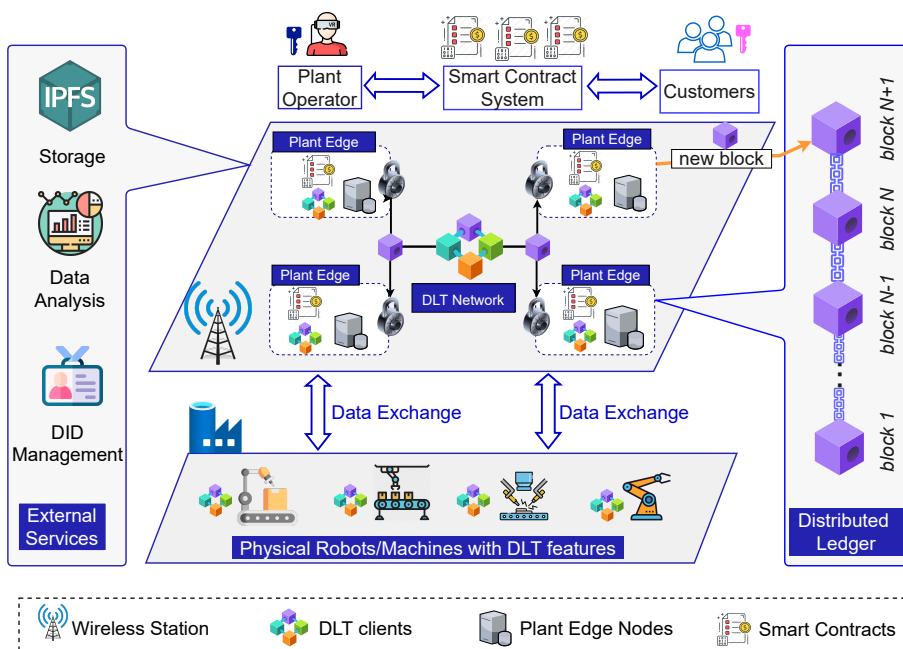 VR
Plant
Operator
Smart Contract
System
Customers
IPFS
Storage
Data
Analysis
DID
Management
External
Services
Plant Edge
Plant Edge
new block
Plant Edge
Plant Edge
DLT Network
Data Exchange
Data Exchange
Physical Robots/Machines with DLT features
block N+1
block N
block N-1
block 1
Distributed
Ledger
Wireless Station
DLT clients
Plant Edge Nodes
Smart Contracts